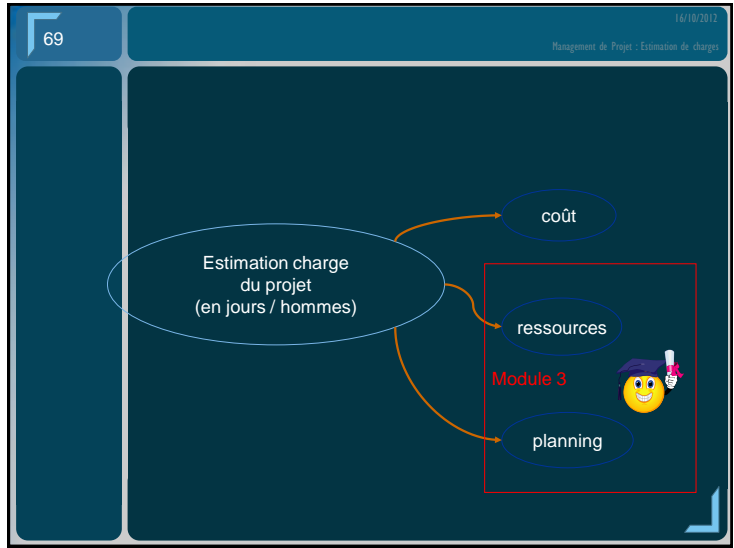 69
16/10/2012
Management de Projet : Estimation de charges
coût
Estimation charge
du projet
(en jours / hommes)
ressources
Module 3
planning